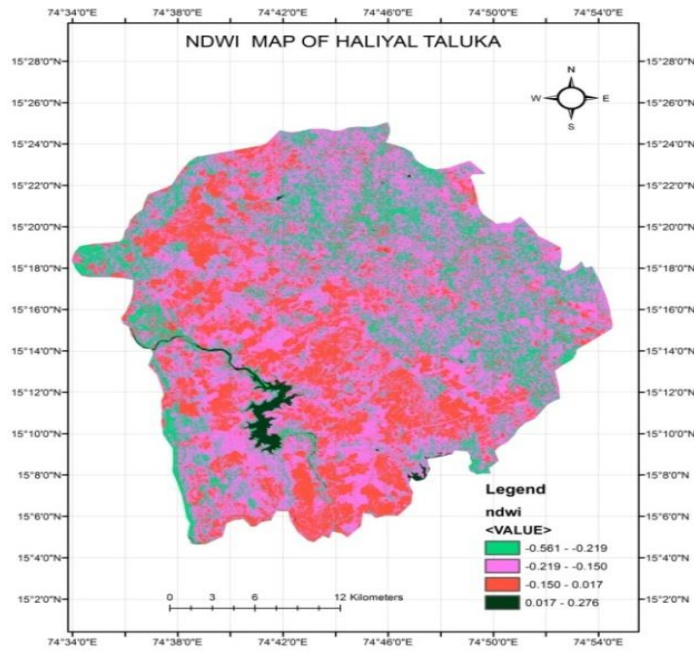 74°34'0"E 74°38'0"E 74°42'0"E 74°46'0"E 74°50'0"E 74°54'0"E
NDWI MAP OF HALIYAL TALUKA
15°28'0"N 15°28'0"N
N
15°26'0"N 15°26'0"N
W E
S
15°24'0"N 15°24'0"N
15°22'0"N 15°22'0"N
15°20'0"N 15°20'0"N
15°18'0"N 15°18'0"N
15°16'0"N 15°16'0"N
15°14'0"N 15°14'0"N
15°12'0"N 15°12'0"N
15°10'0"N 15°10'0"N
15°8'0"N 15°8'0"N
Legend
15°6'0"N 15°6'0"N
ndwi
<VALUE>
15°4'0"N 15°4'0"N
-0.561 - -0.219
-0.219 - -0.150
-0.150 - 0.017
0.017 - 0.276
15°2'0"N 15°2'0"N
0 3 6 12 Kilometers
74°34'0"E 74°38'0"E 74°42'0"E 74°46'0"E 74°50'0"E 74°54'0"E